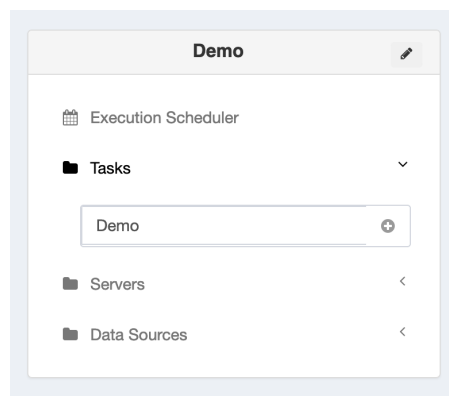 Demo
Execution Scheduler
Tasks
Demo
Servers
Data Sources